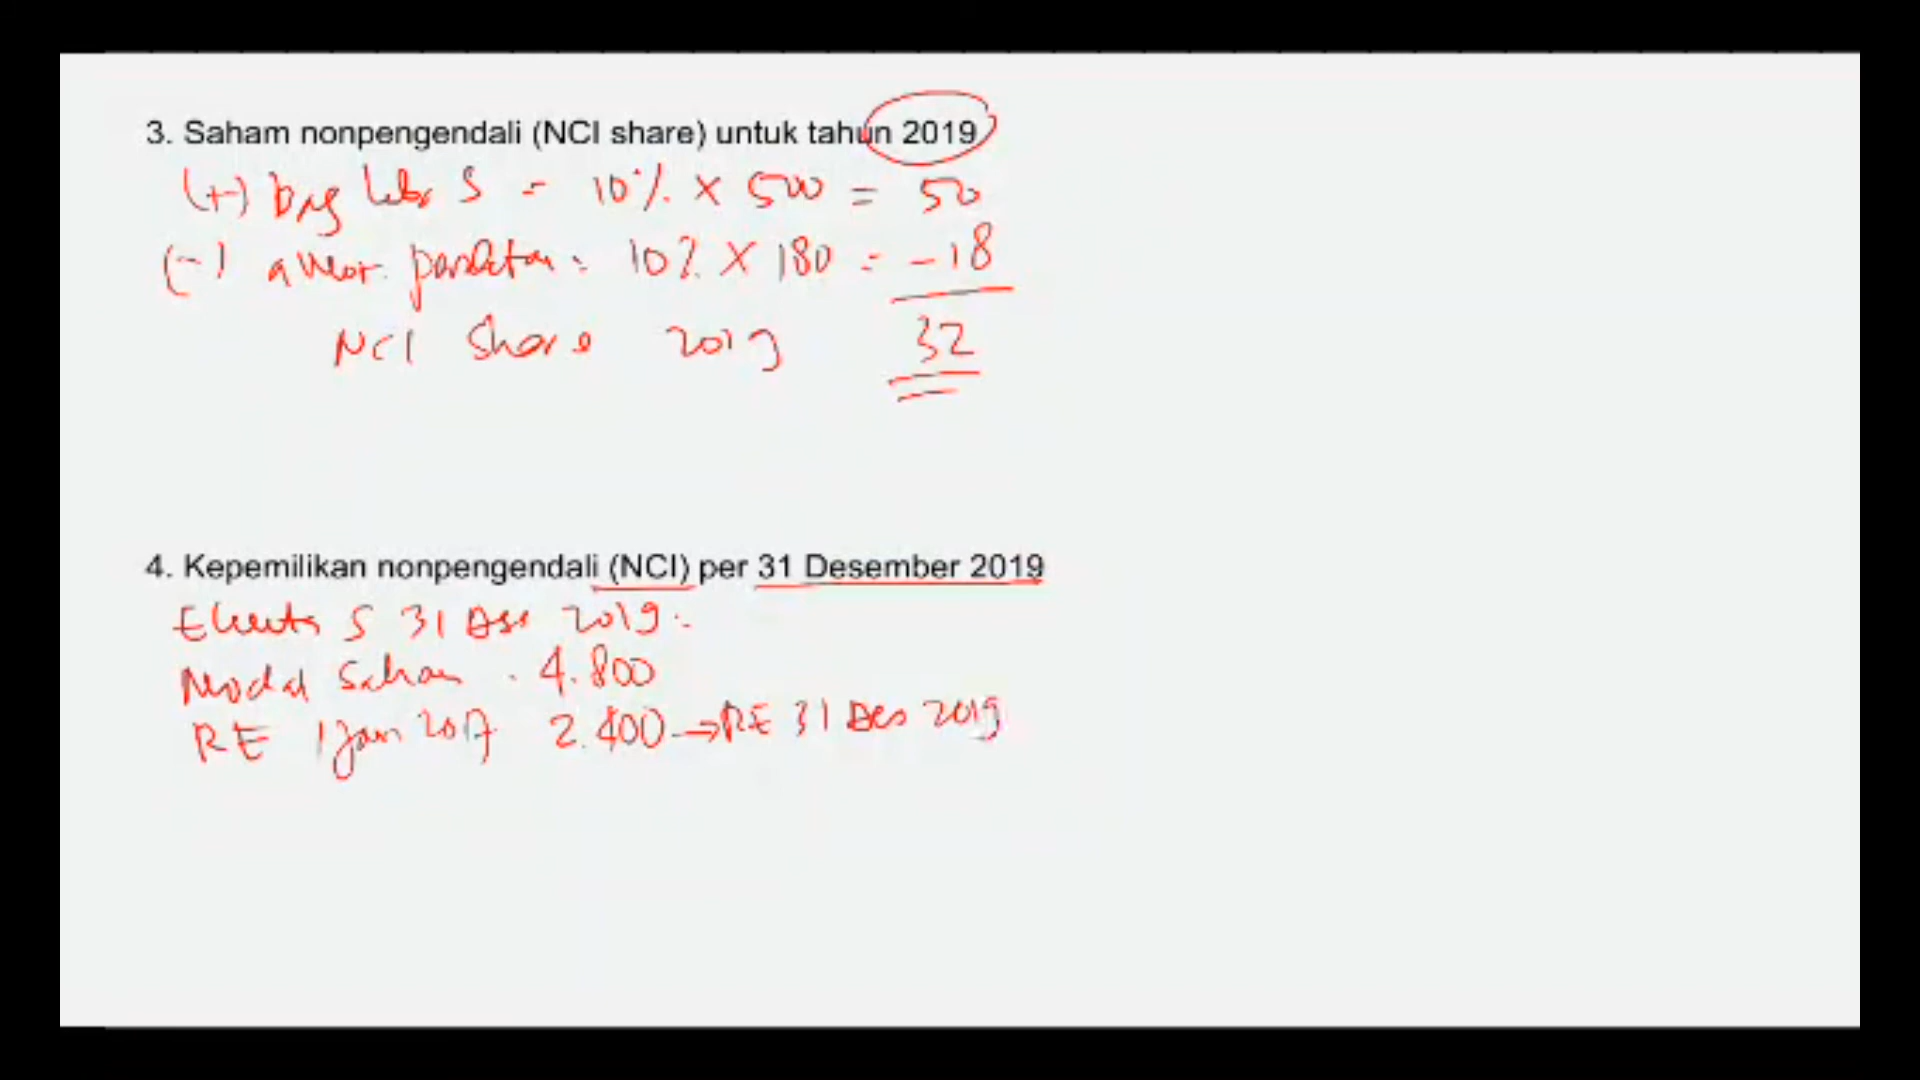 3. Saham nonpengendali (NCI share) untuk tahun 2019
(+) bag laba S = 10% X 500 = 50
(-) amor. paten = 10% X 180 = -18
NCI share 2019 32
4. Kepemilikan nonpengendali (NCI) per 31 Desember 2019
Ekuitas S 31 Des 2019:
Modal Saham . 4.800
RE 1 Jan 2017 2.400 → RE 31 Des 2019